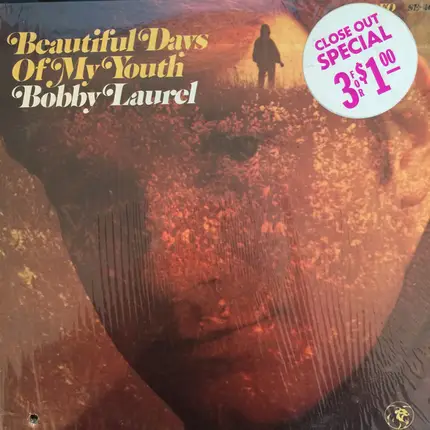 Beautiful Days
Of My Youth
Bobby Laurel
CLOSE OUT
SPECIAL
3 FOR $1.00